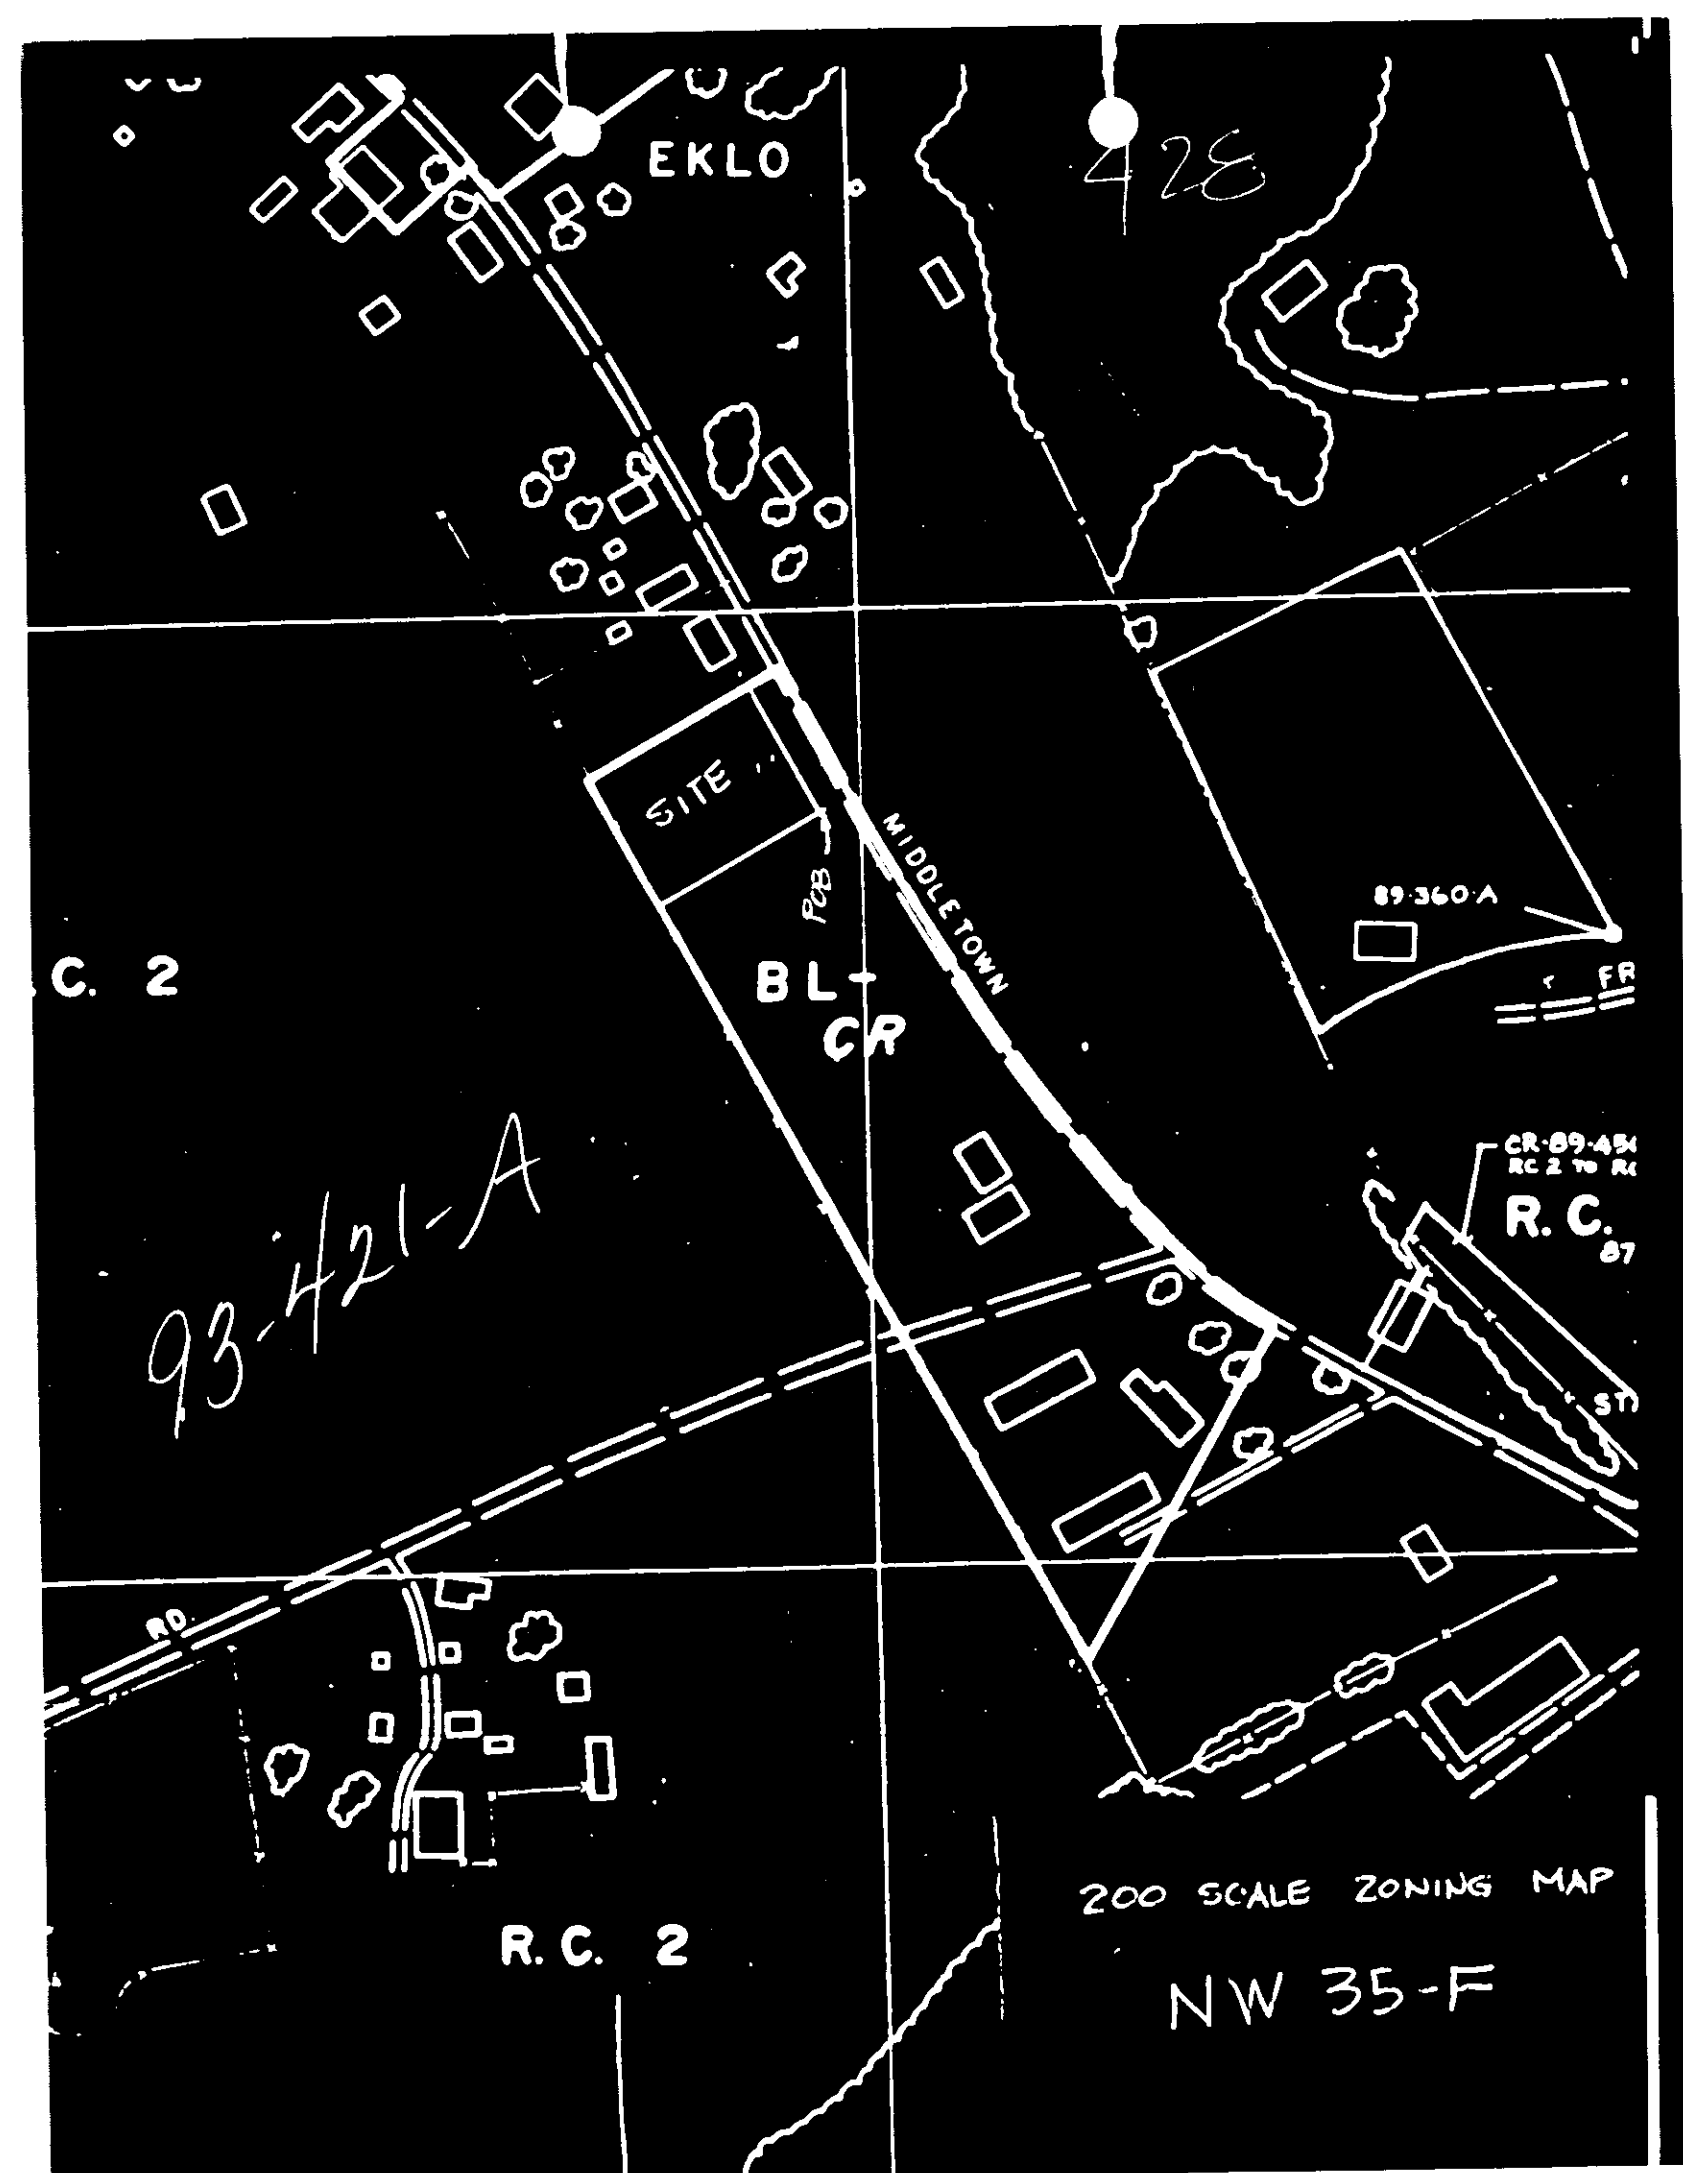 EKLO
428
SITE
MIDDLETOWN
POB
89-360-A
FR
C. 2
BL-
CR
CR-89-45
RC 2 TO R
R. C.
87
93-421-A
ST
RD.
200 SCALE ZONING MAP
R. C. 2
NW 35-F